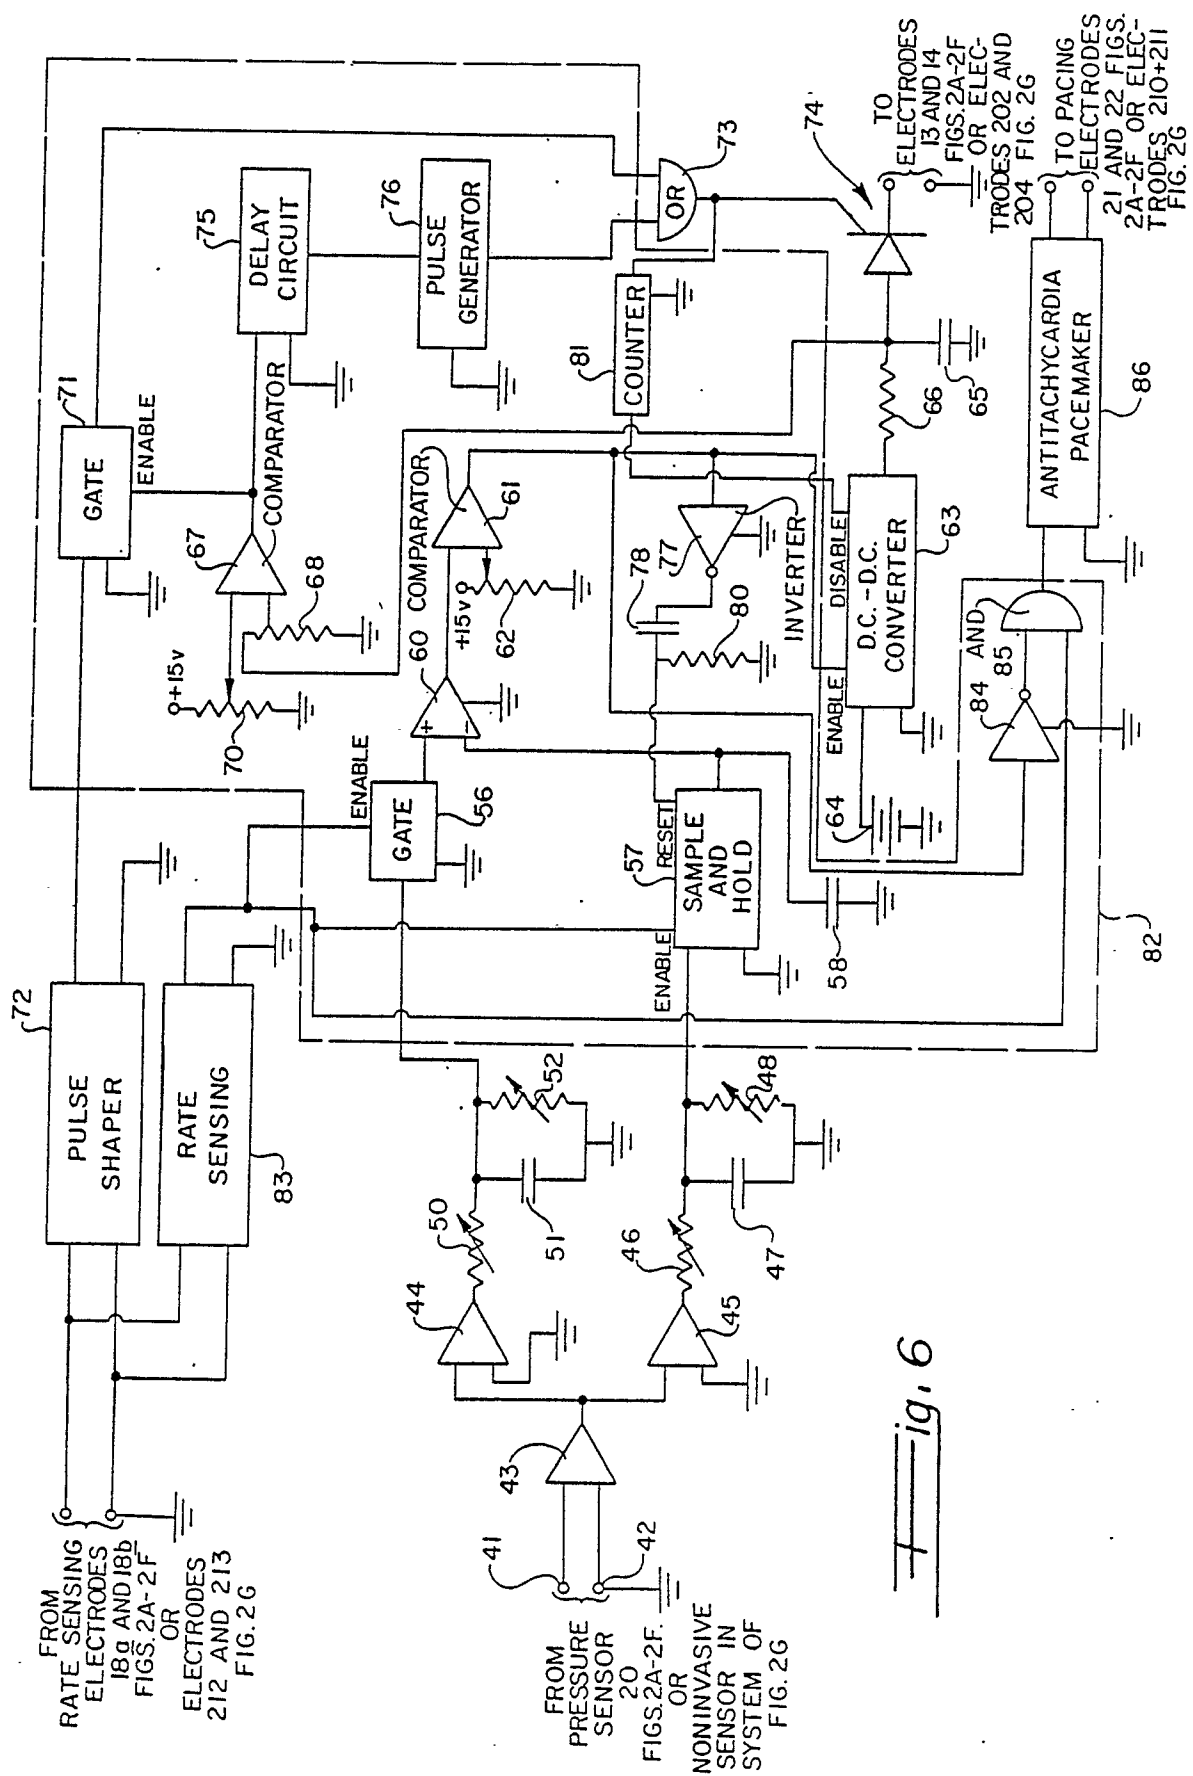 FROM
RATE SENSING
ELECTRODES
18a AND 18b
FIGS. 2A-2F
OR
ELECTRODES
212 AND 213
FIG. 2G
72
PULSE
SHAPER
RATE
SENSING
83
71
GATE
ENABLE
+15v
70
67
COMPARATOR
68
75
DELAY
CIRCUIT
76
PULSE
GENERATOR
OR
73
74
TO
ELECTRODES
13 AND 14
FIGS. 2A-2F
OR ELEC-
TRODES 202 AND
204 FIG. 2G
ENABLE
GATE
56
60
+
-
COMPARATOR
61
+15v
62
81
COUNTER
78
77
80
INVERTER
66
65
DISABLE
ENABLE
D.C.-D.C.
CONVERTER
63
64
57
RESET
SAMPLE
AND
HOLD
ENABLE
58
84
AND
85
82
ANTITACHYCARDIA
PACEMAKER
86
TO PACING
ELECTRODES
21 AND 22 FIGS.
2A-2F OR ELEC-
TRODES 210+211
FIG. 2G
FROM
PRESSURE
SENSOR
20
FIGS. 2A-2F.
OR
NONINVASIVE
SENSOR IN
SYSTEM OF
FIG. 2G
41
42
43
44
50
51
52
45
46
47
48
Fig. 6